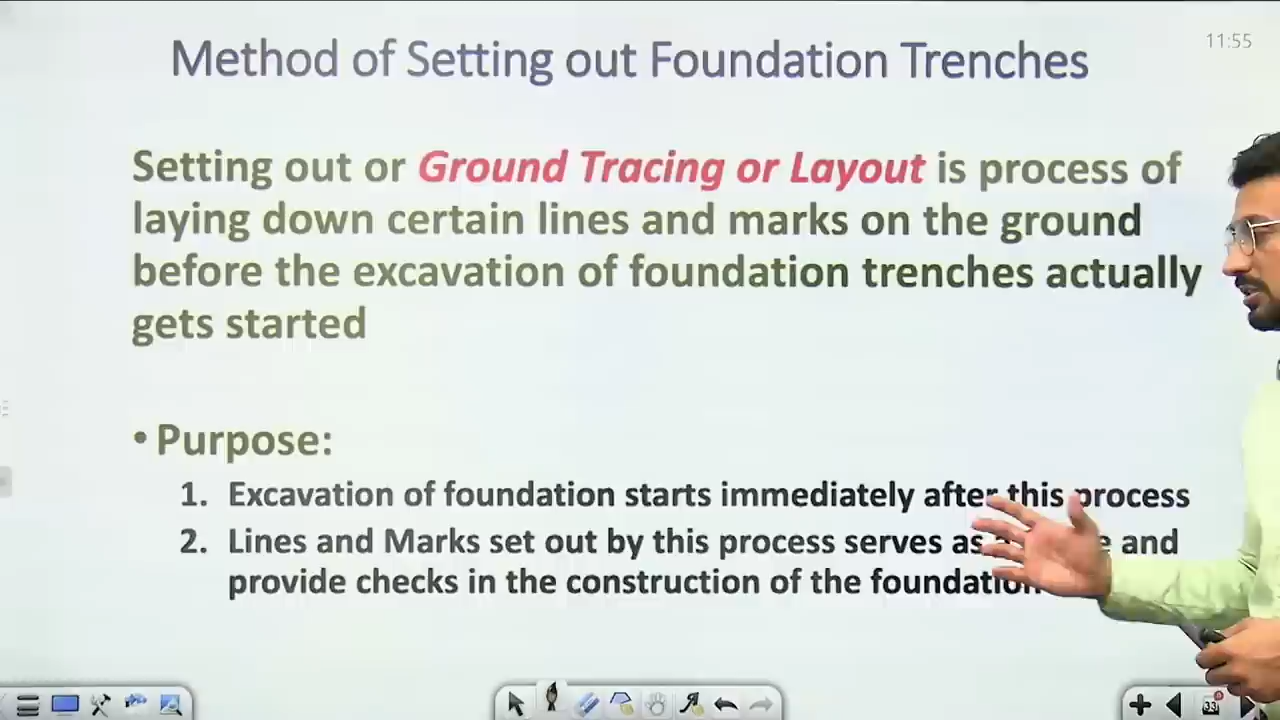 11:55
Method of Setting out Foundation Trenches
Setting out or Ground Tracing or Layout is process of
laying down certain lines and marks on the ground
before the excavation of foundation trenches actually
gets started
• Purpose:
1. Excavation of foundation starts immediately after this process
2. Lines and Marks set out by this process serves as and
provide checks in the construction of the foundation
33